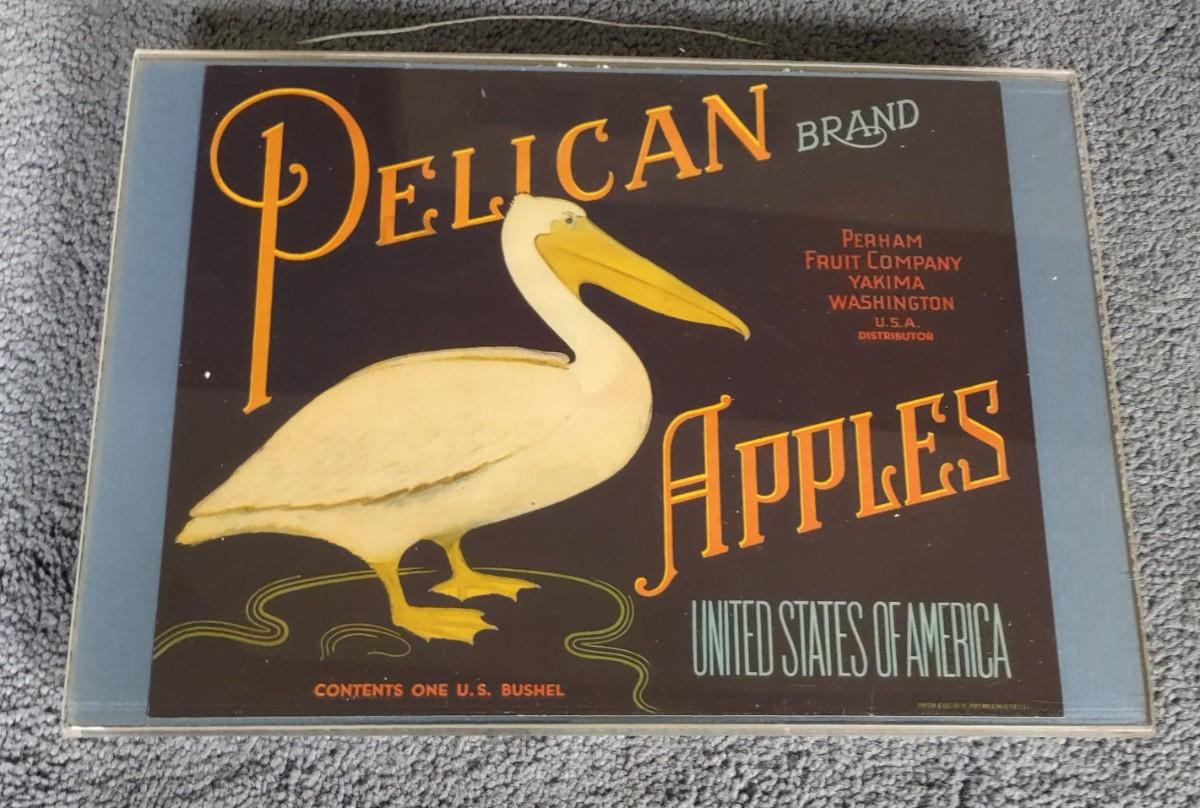 PELICAN BRAND
PERHAM
FRUIT COMPANY
YAKIMA
WASHINGTON
U.S.A.
DISTRIBUTOR
APPLES
UNITED STATES OF AMERICA
CONTENTS ONE U.S. BUSHEL